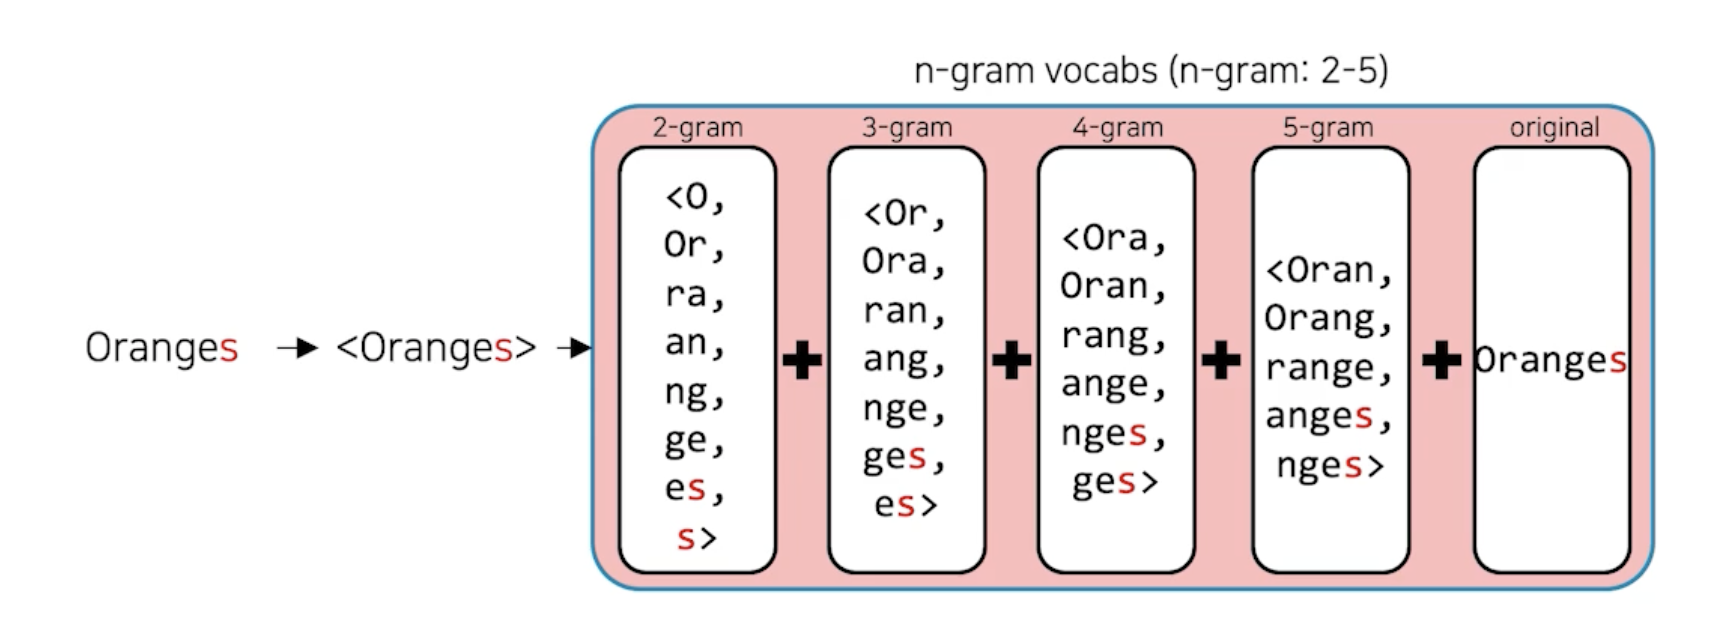 n-gram vocabs (n-gram: 2-5)
2-gram
<O,
Or,
ra,
an,
ng,
ge,
es,
s>
3-gram
<Or,
Ora,
ran,
ang,
nge,
ges,
es>
4-gram
<Ora,
Oran,
rang,
ange,
nges,
ges>
5-gram
<Oran,
Orang,
range,
anges,
nges>
original
Oranges
Oranges
<Oranges>